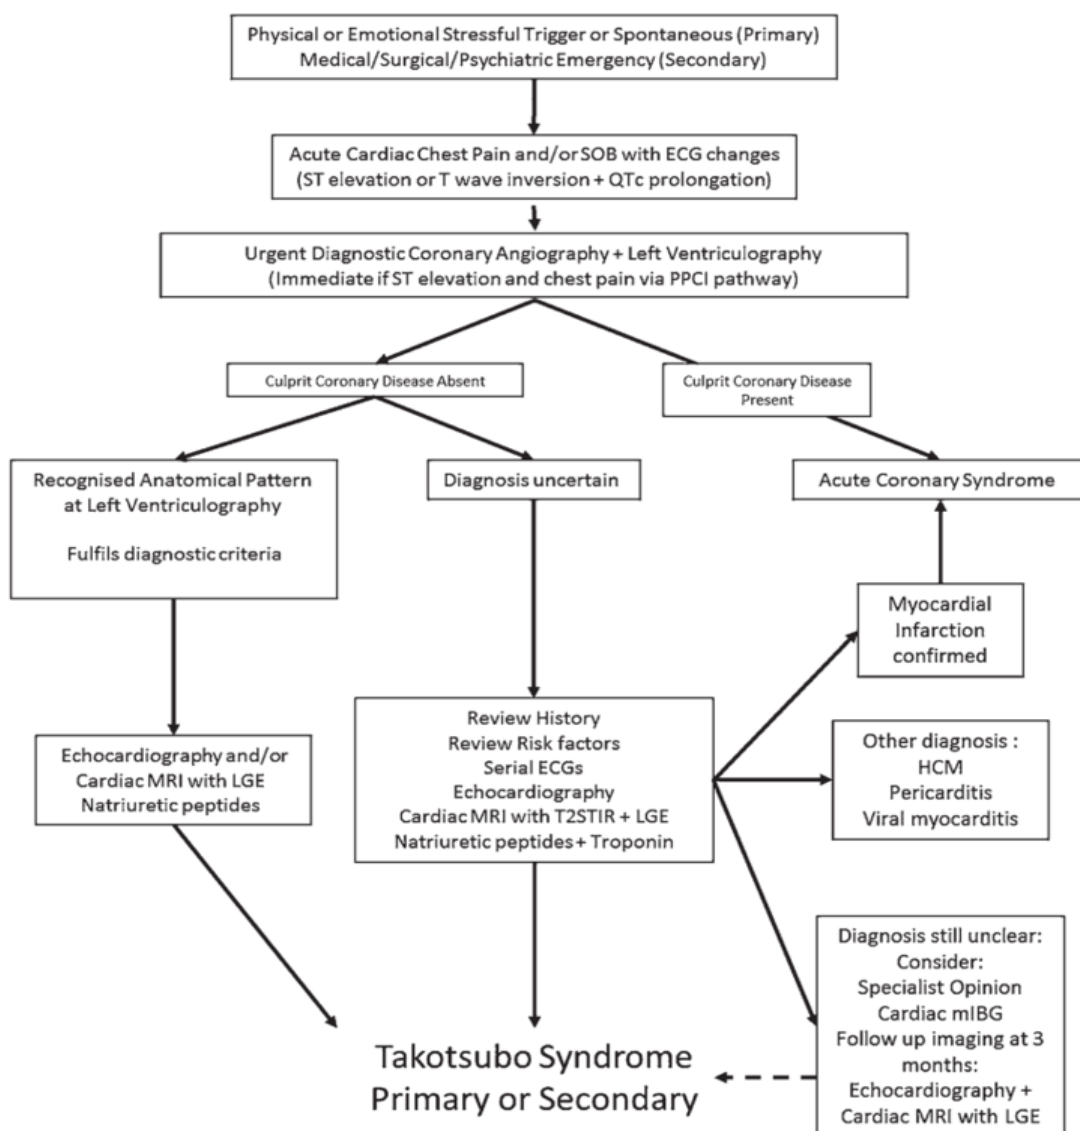 Physical or Emotional Stressful Trigger or Spontaneous (Primary)
Medical/Surgical/Psychiatric Emergency (Secondary)
Acute Cardiac Chest Pain and/or SOB with ECG changes
(ST elevation or T wave inversion + QTc prolongation)
Urgent Diagnostic Coronary Angiography + Left Ventriculography
(Immediate if ST elevation and chest pain via PPCI pathway)
Culprit Coronary Disease Absent
Culprit Coronary Disease
Present
Recognised Anatomical Pattern
at Left Ventriculography
Fulfils diagnostic criteria
Diagnosis uncertain
Acute Coronary Syndrome
Myocardial
Infarction
confirmed
Echocardiography and/or
Cardiac MRI with LGE
Natriuretic peptides
Review History
Review Risk factors
Serial ECGs
Echocardiography
Cardiac MRI with T2STIR + LGE
Natriuretic peptides + Troponin
Other diagnosis :
HCM
Pericarditis
Viral myocarditis
Diagnosis still unclear:
Consider:
Specialist Opinion
Cardiac mIBG
Follow up imaging at 3
months:
Echocardiography +
Cardiac MRI with LGE
Takotsubo Syndrome
Primary or Secondary